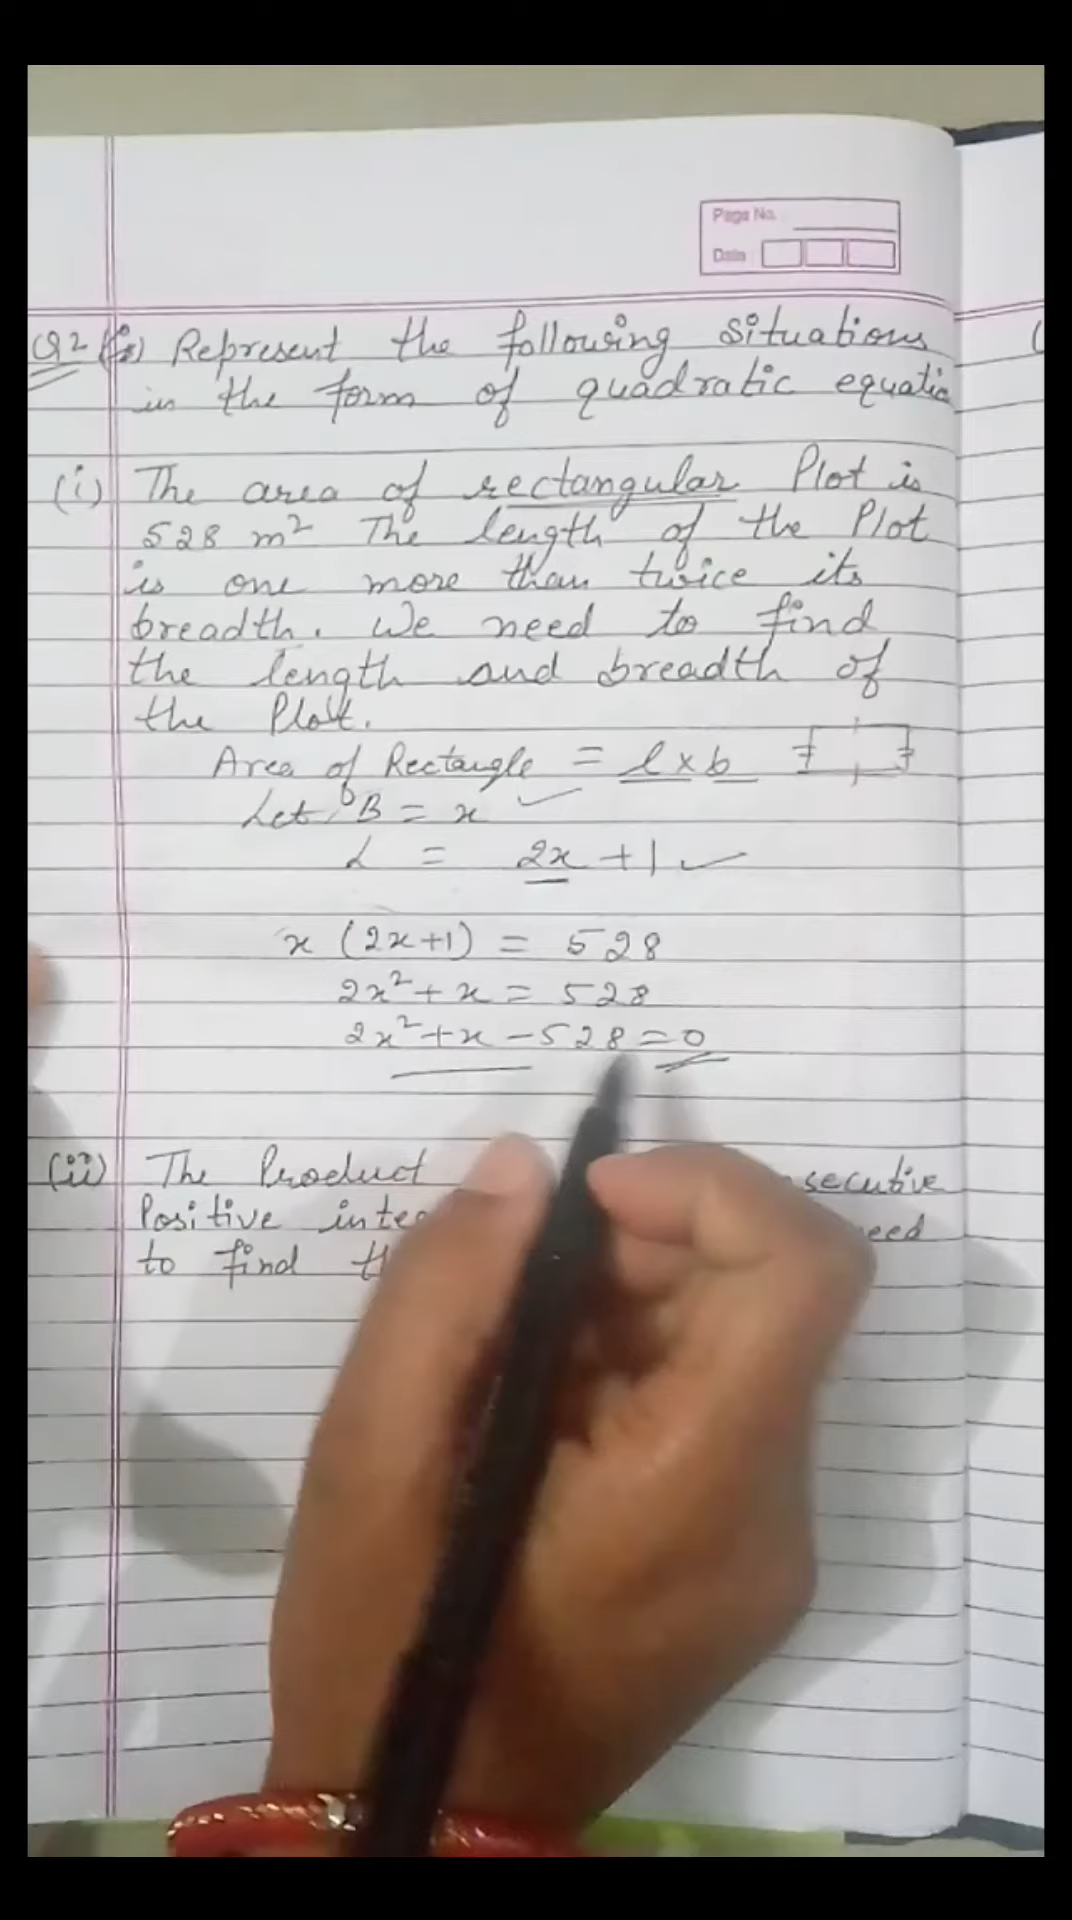 Page No.
Date
Q2 (i) Represent the following situations
in the form of quadratic equatio
(i) The area of rectangular Plot is
528 m² The length of the Plot
is one more than twice its
breadth. We need to find
the length and breadth of
the Plot.
Area of Rectangle = l × b
Let B = x
L = 2x + 1
x (2x+1) = 528
2x² + x = 528
2x² + x - 528 = 0
(ii) The Product secutive
Positive inte eed
to find th